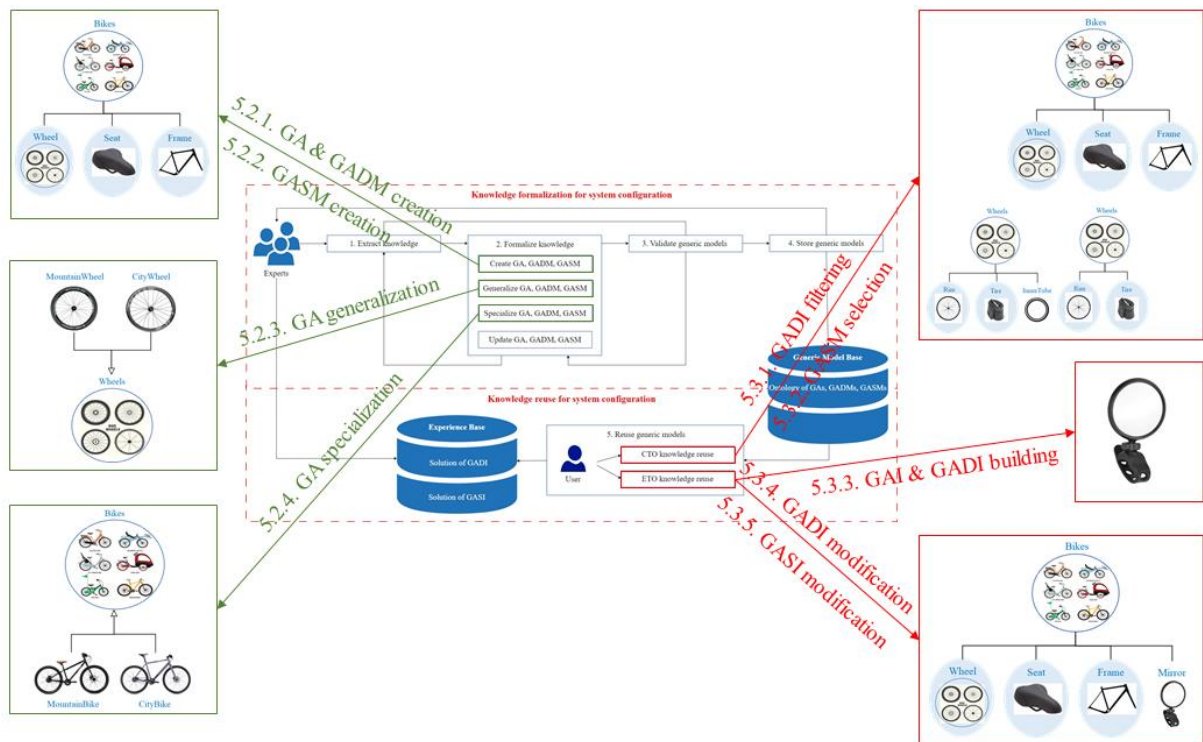 Bikes
Wheel
Seat
Frame
5.2.1. GA & GADM creation
5.2.2. GASM creation
MountainWheel
CityWheel
Wheels
5.2.3. GA generalization
Bikes
MountainBike
CityBike
5.2.4. GA specialization
Knowledge formalization for system configuration
Experts
1. Extract knowledge
2. Formalize knowledge
Create GA, GADM, GASM
Generalize GA, GADM, GASM
Specialize GA, GADM, GASM
Update GA, GADM, GASM
3. Validate generic models
4. Store generic models
Generic Model Base
Ontology of GAs, GADMs, GASMs
Knowledge reuse for system configuration
Experience Base
Solution of GADI
Solution of GASI
5. Reuse generic models
User
CTO knowledge reuse
ETO knowledge reuse
5.3.1. GADI filtering
5.3.2. GASM selection
Bikes
Wheel
Seat
Frame
Wheels
Wheels
Rim
Tire
InnerTube
Rim
Tire
5.3.3. GAI & GADI building
5.3.4. GADI modification
5.3.5. GASI modification
Bikes
Wheel
Seat
Frame
Mirror